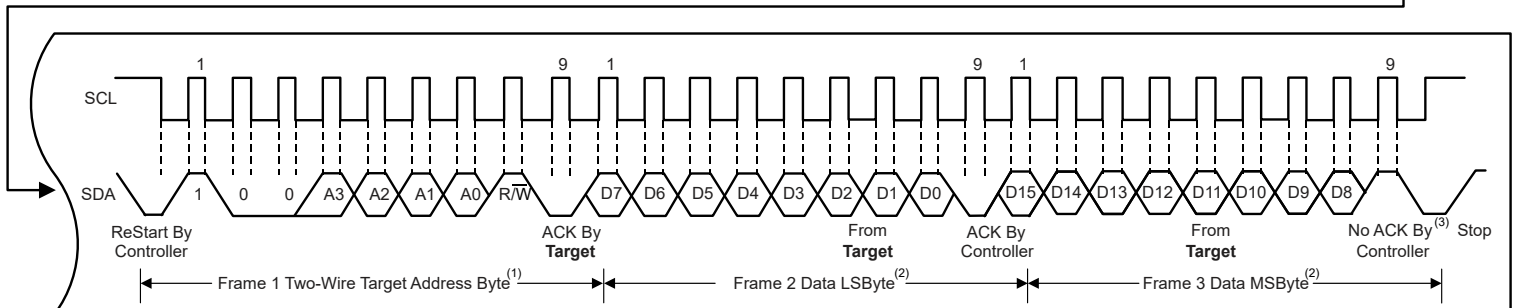 1 9 1 9 1 9
SCL
SDA 1 0 0 A3 A2 A1 A0 R/W̅ D7 D6 D5 D4 D3 D2 D1 D0 D15 D14 D13 D12 D11 D10 D9 D8
ReStart By
Controller
ACK By
Target
From
Target
ACK By
Controller
From
Target
No ACK By(3)
Controller
Stop
Frame 1 Two-Wire Target Address Byte(1)
Frame 2 Data LSByte(2)
Frame 3 Data MSByte(2)